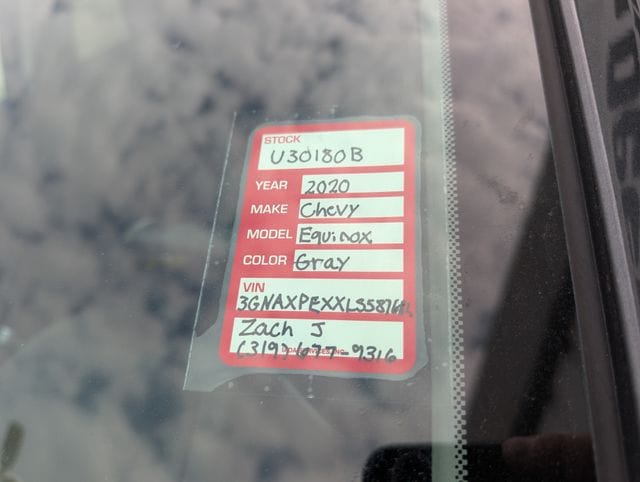 STOCK
U30180B
YEAR 2020
MAKE Chevy
MODEL Equinox
COLOR Gray
VIN
Zach J
(319) 677-9316